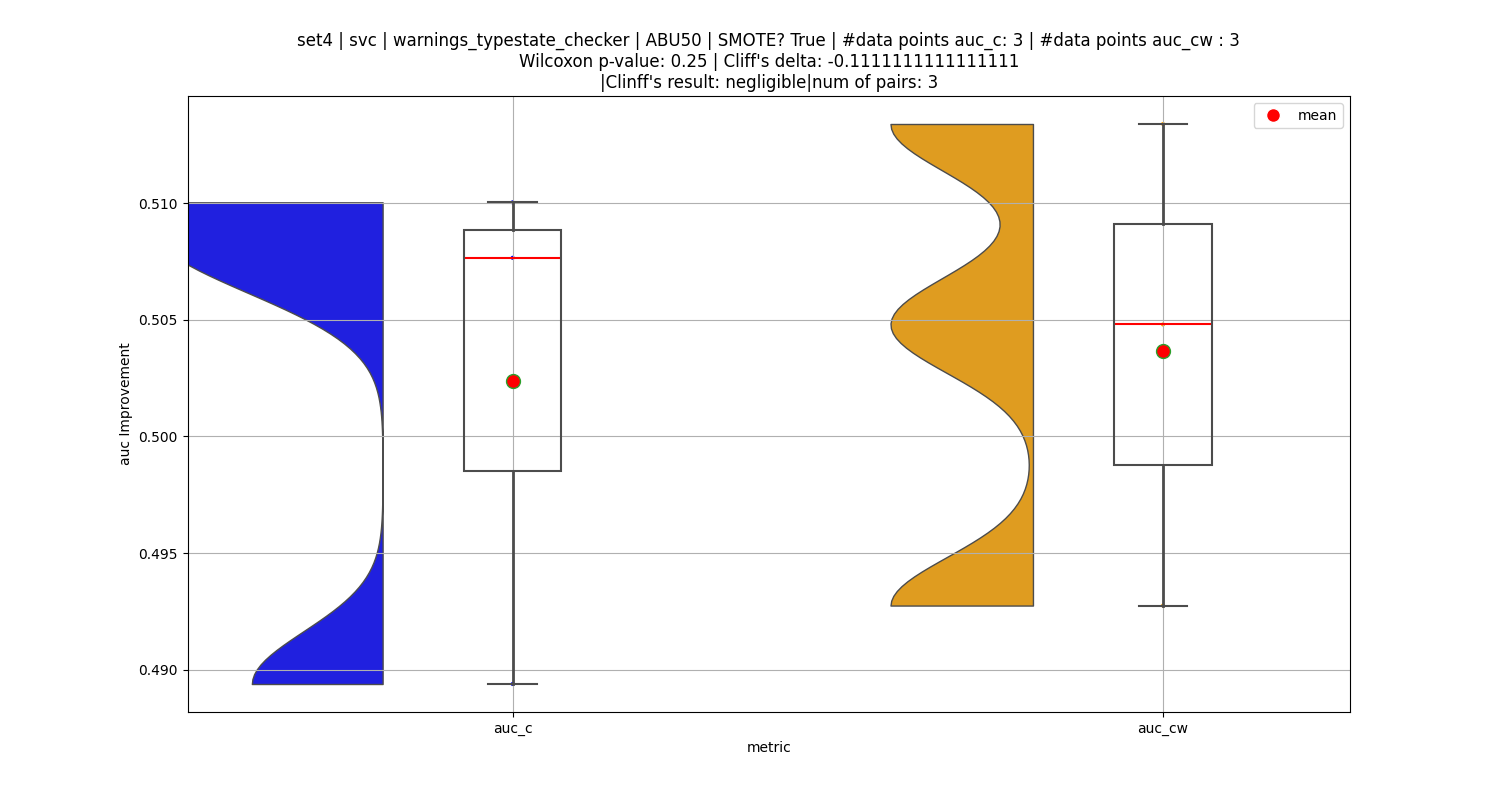 set4 | svc | warnings_typestate_checker | ABU50 | SMOTE? True | #data points auc_c: 3 | #data points auc_cw : 3
Wilcoxon p-value: 0.25 | Cliff's delta: -0.1111111111111111
|Clinff's result: negligible|num of pairs: 3
mean
0.510
0.505
0.500
0.495
0.490
auc Improvement
auc_c
auc_cw
metric